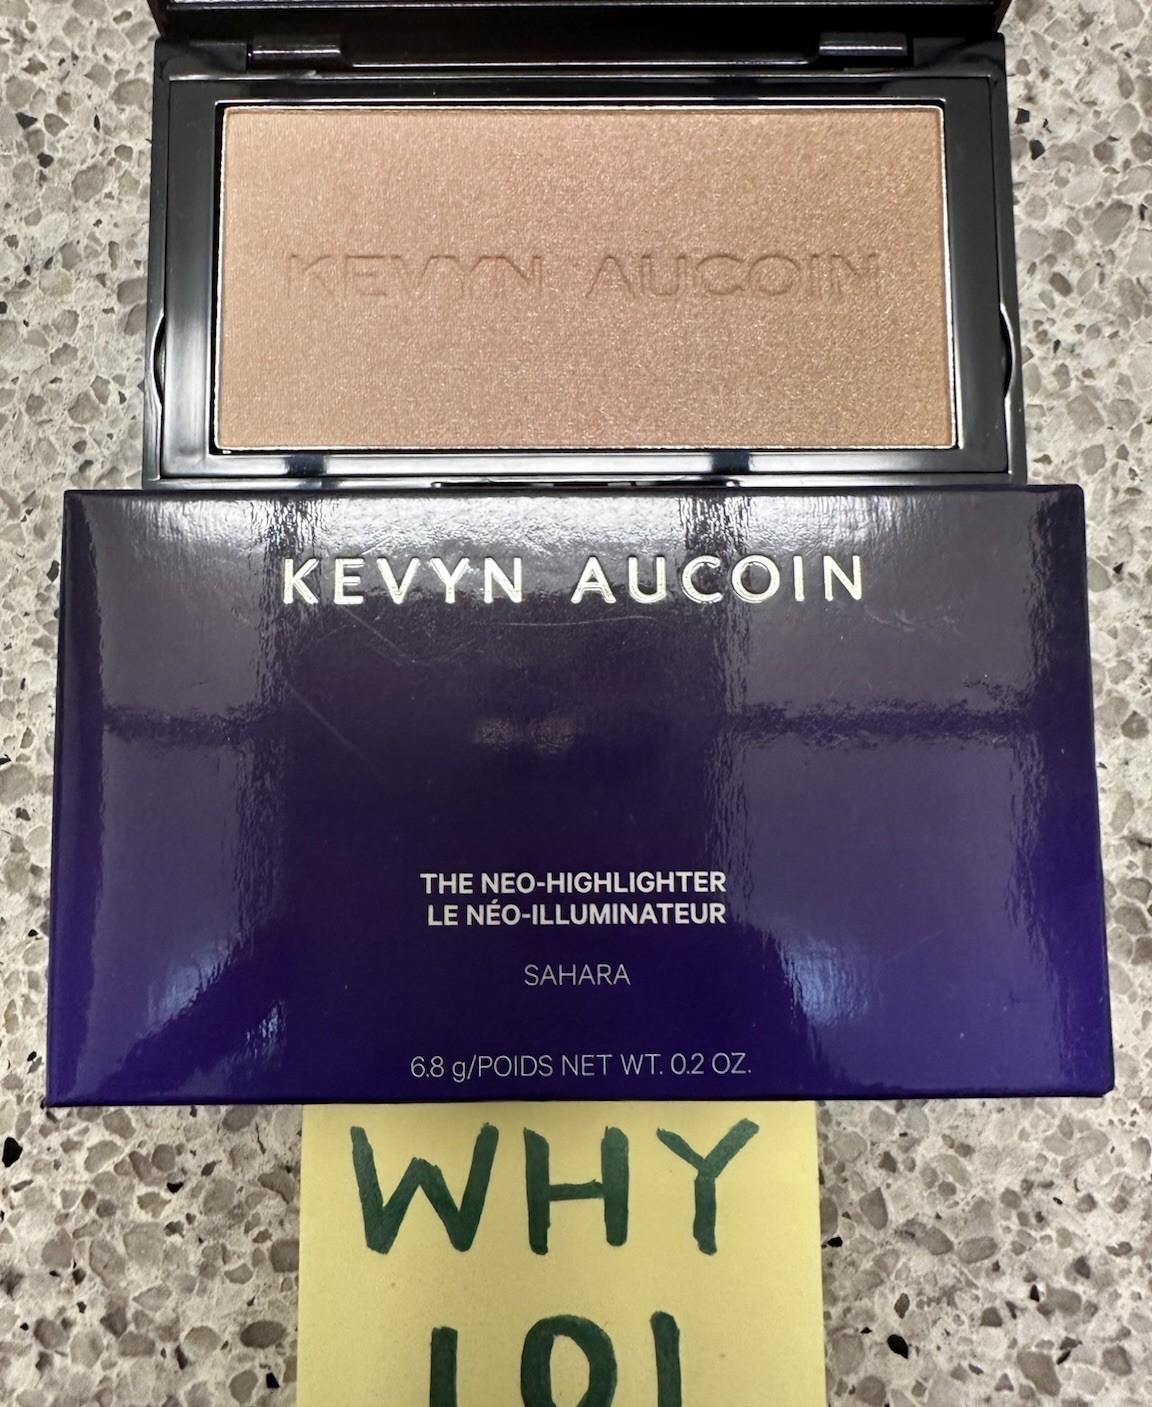 KEVYN AUCOIN
KEVYN AUCOIN
THE NEO-HIGHLIGHTER
LE NÉO-ILLUMINATEUR
SAHARA
6.8 g/POIDS NET WT. 0.2 OZ.
WHY